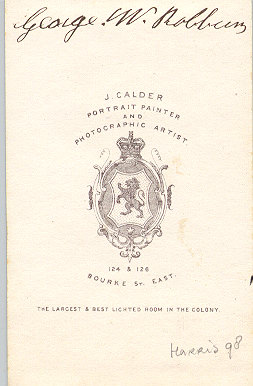 George. W. Robbins
J. CALDER
PORTRAIT PAINTER
AND
PHOTOGRAPHIC ARTIST
124 & 126
BOURKE ST. EAST.
THE LARGEST & BEST LIGHTED ROOM IN THE COLONY.
Harris 98